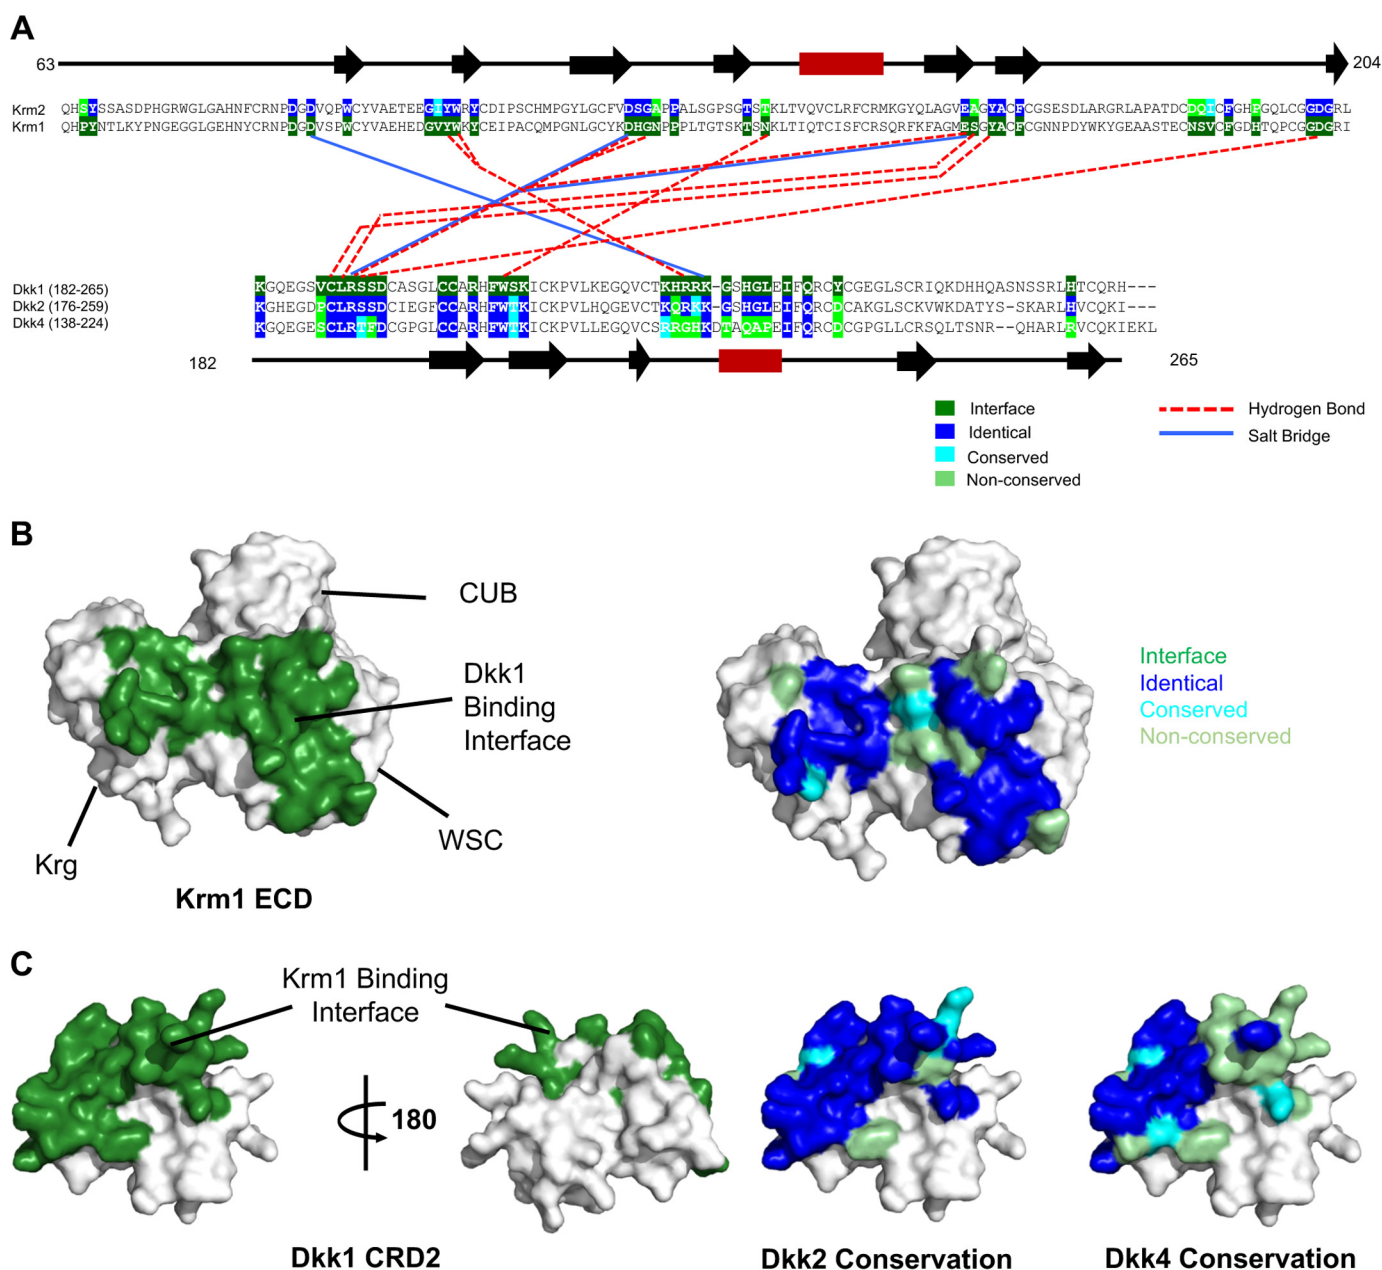 A
63
204
Krm2 QHSYSSASDPHGRWGLGAHNFCRNPDGDVQPWCYVAETEEGIYWRYCDIPSCHMPGYLGCFVDSGAPPALSGPSGTSTKLTVQVCLRFCRMKGYQLAGVEAGYACFCGSESDLARGRLAPATDCDQICFGHPGQLCGGDGRL
Krm1 QHPYNTLKYPNGEGGLGEHNYCRNPDGDVSPWCYVAEHEDGVYWKYCEIPACQMPGNLGCYKDHGNPPPLTGTSKTSNKLTIQTCISFCRSQRFKFAGMESGYACFCGNNPDYWKYGEAASTECNSVCFGDHTQPCGGDGRI
Dkk1 (182-265) KGQEGSVCLRSSDCASGLCCARHFWSKICKPVLKEGQVCTKHRRK-GSHGLEIFQRCYCGEGLSCRIQKDHHQASNSSRLHTCQRH---
Dkk2 (176-259) KGHEGDPCLRSSDCIEGFCCARHFWTKICKPVLHQGEVCTKQRKK-GSHGLEIFQRCDCAKGLSCKVWKDATYS-SKARLHVCQKI---
Dkk4 (138-224) KGQEGESCLRTFDCGPGLCCARHFWTKICKPVLLEGQVCSRRGHKDTAQAPEIFQRCDCGPGLLCRSQLTSNR--QHARLRVCQKIEKL
182
265
Interface
Identical
Conserved
Non-conserved
Hydrogen Bond
Salt Bridge
B
CUB
Dkk1
Binding
Interface
WSC
Krg
Krm1 ECD
Interface
Identical
Conserved
Non-conserved
C
Krm1 Binding
Interface
180
Dkk1 CRD2
Dkk2 Conservation
Dkk4 Conservation